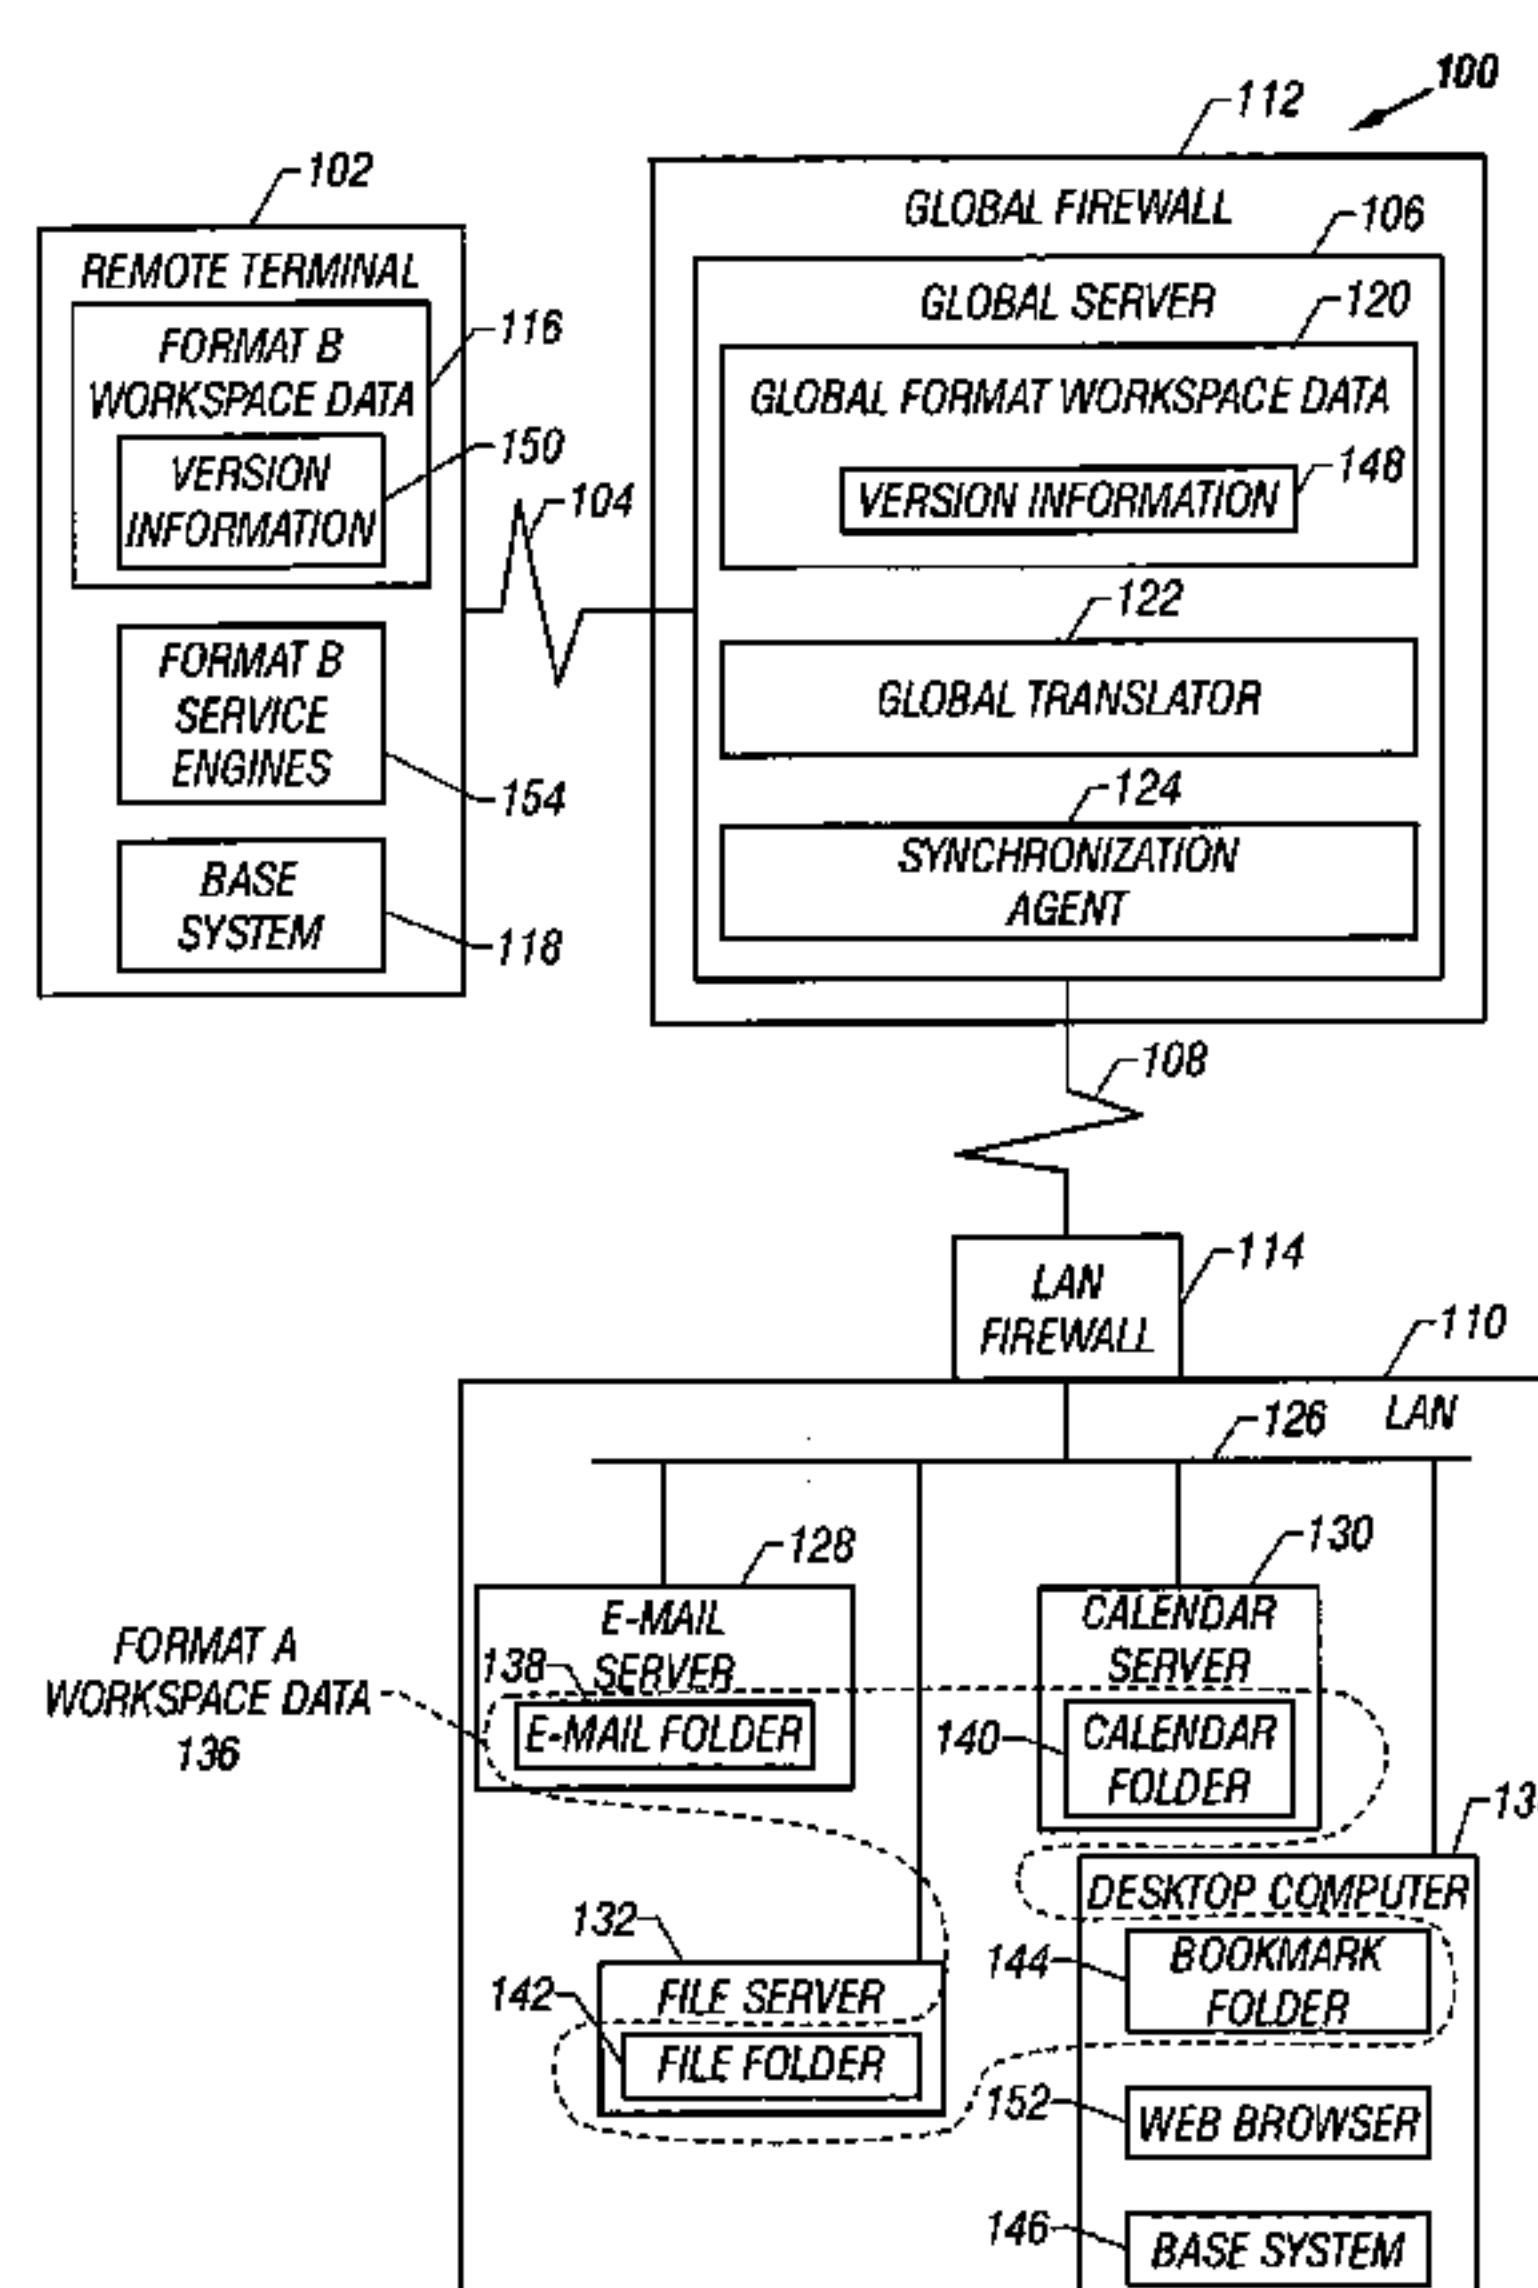 100
112
102
GLOBAL FIREWALL
106
REMOTE TERMINAL
GLOBAL SERVER
120
116
FORMAT B
WORKSPACE DATA
GLOBAL FORMAT WORKSPACE DATA
150
VERSION
INFORMATION
148
VERSION INFORMATION
104
122
FORMAT B
SERVICE
ENGINES
GLOBAL TRANSLATOR
154
124
BASE
SYSTEM
SYNCHRONIZATION
AGENT
118
108
114
LAN
FIREWALL
110
LAN
126
128
130
E-MAIL
SERVER
CALENDAR
SERVER
FORMAT A
WORKSPACE DATA
136
138
E-MAIL FOLDER
140
CALENDAR
FOLDER
13
DESKTOP COMPUTER
132
144
BOOKMARK
FOLDER
142
FILE SERVER
FILE FOLDER
152
WEB BROWSER
146
BASE SYSTEM